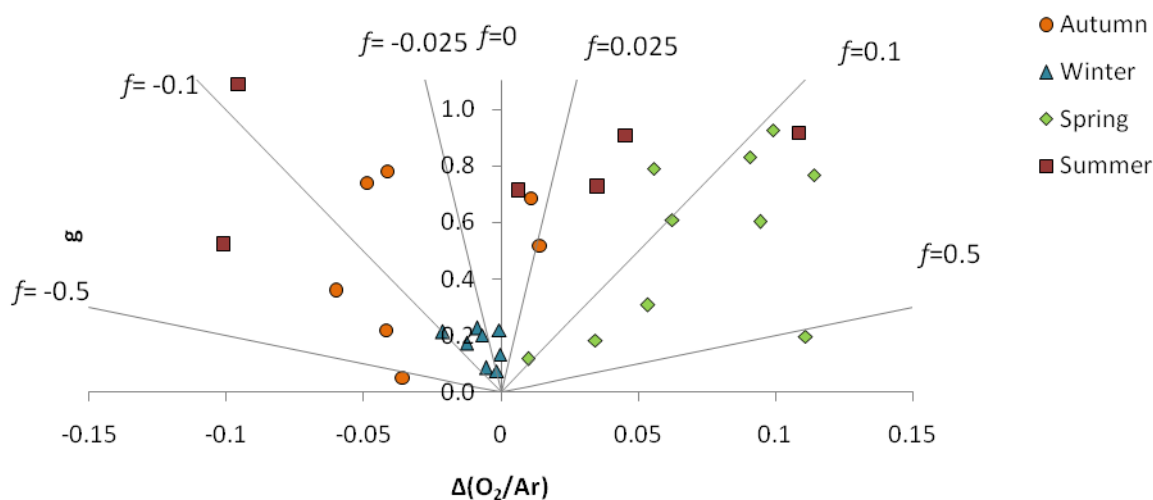 f= -0.025
f=0
f=0.025
f=0.1
f= -0.1
f=0.5
f= -0.5
1.0
0.8
0.6
0.4
0.2
0.0
g
-0.15
-0.1
-0.05
0
0.05
0.1
0.15
Δ(O₂/Ar)
Autumn
Winter
Spring
Summer